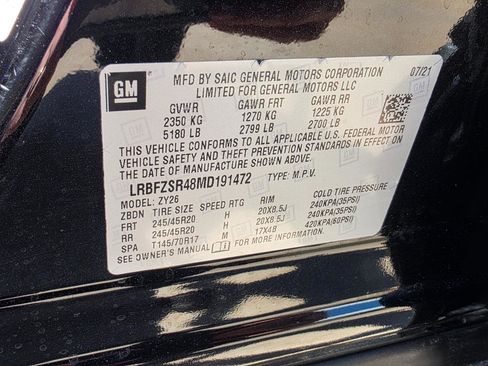 GM
MFD BY SAIC GENERAL MOTORS CORPORATION 07/21
LIMITED FOR GENERAL MOTORS LLC
GVWR GAWR FRT GAWR RR
2350 KG 1270 KG 1225 KG
5180 LB 2799 LB 2700 LB
THIS VEHICLE CONFORMS TO ALL APPLICABLE U.S. FEDERAL MOTOR
VEHICLE SAFETY AND THEFT PREVENTION STANDARDS IN EFFECT ON
THE DATE OF MANUFACTURE SHOWN ABOVE.
LRBFZSR48MD191472 TYPE: M.P.V.
MODEL: ZY26
ZBDN TIRE SIZE SPEED RTG RIM COLD TIRE PRESSURE
FRT 245/45R20 H 20X8.5J 240KPA(35PSI)
RR 245/45R20 H 20X8.5J 240KPA(35PSI)
SPA T145/70R17 M 17X4B 420KPA(60PSI)
SEE OWNER'S MANUAL FOR MORE INFORMATION.